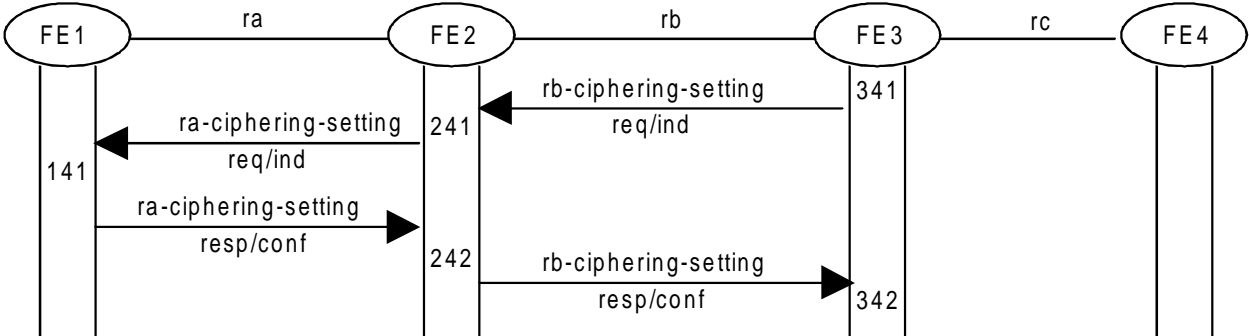 FE1 ra FE2 rb FE3 rc FE4
rb-ciphering-setting
req/ind
341
ra-ciphering-setting
req/ind
241
141
ra-ciphering-setting
resp/conf
242
rb-ciphering-setting
resp/conf
342